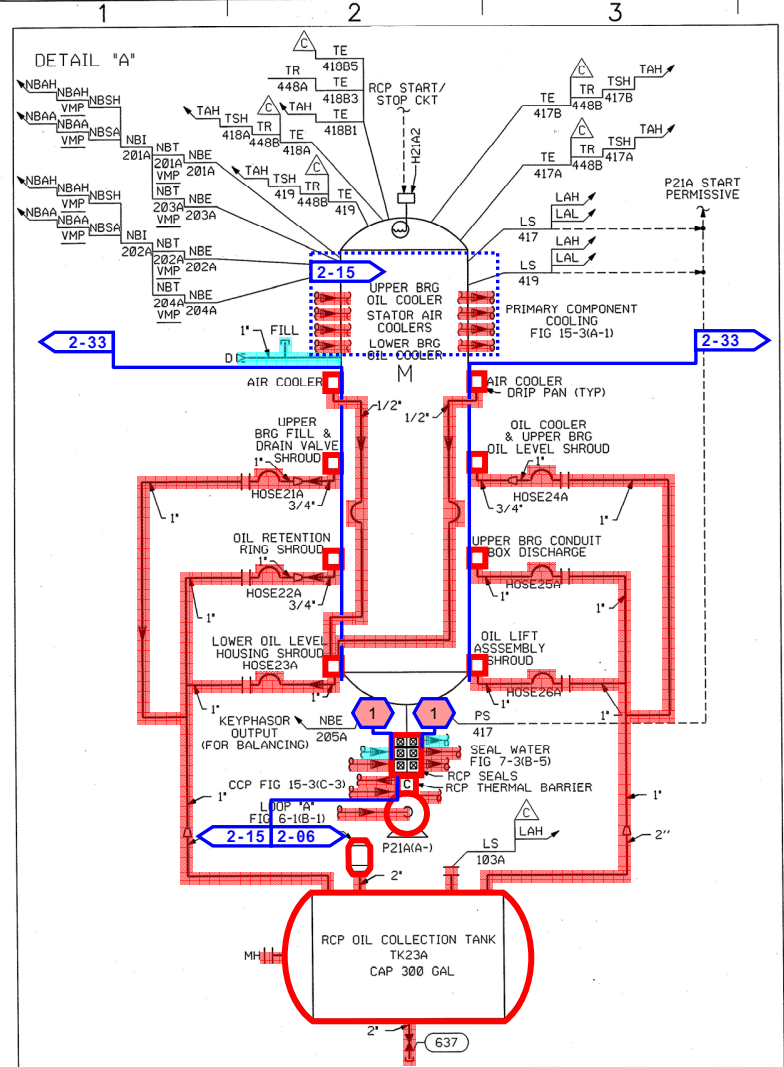 1
2
3
DETAIL "A"
NBAH
NBAH
NBSH
VMP
NBAA
NBAA
NBSA
VMP
NBI
201A
NBT
201A
VMP
NBE
201A
NBT
203A
VMP
NBE
203A
NBAH
NBAH
NBSH
VMP
NBAA
NBAA
NBSA
VMP
NBI
202A
NBT
202A
VMP
NBE
202A
NBT
204A
VMP
NBE
204A
C
TE
410B5
TR
448A
TE
418B3
TAH
TE
418B1
TAH
TSH
418A
C
TR
448B
TE
418A
TAH
TSH
419
C
TR
448B
TE
419
RCP START/
STOP CKT
H21A2
TE
417B
C
TR
448B
TSH
417B
TAH
TE
417A
C
TR
448B
TSH
417A
TAH
LS
417
LAH
LAL
LS
419
LAH
LAL
P21A START
PERMISSIVE
2-15
UPPER BRG
OIL COOLER
STATOR AIR
COOLERS
LOWER BRG
OIL COOLER
PRIMARY COMPONENT
COOLING
FIG 15-3(A-1)
2-33
2-33
1" FILL
D
M
AIR COOLER
AIR COOLER
DRIP PAN (TYP)
1/2"
1/2"
UPPER
BRG FILL &
DRAIN VALVE
SHROUD
1"
HOSE21A
3/4"
1"
OIL COOLER
& UPPER BRG
OIL LEVEL SHROUD
1"
HOSE24A
3/4"
1"
OIL RETENTION
RING SHROUD
1"
HOSE22A
3/4"
1"
UPPER BRG CONDUIT
BOX DISCHARGE
HOSE25A
1"
1"
LOWER OIL LEVEL
HOUSING SHROUD
HOSE23A
1"
1"
OIL LIFT
ASSSEMBLY
SHROUD
HOSE26A
1"
1"
KEYPHASOR
OUTPUT
(FOR BALANCING)
NBE
205A
1
1
PS
417
SEAL WATER
FIG 7-3(B-5)
RCP SEALS
RCP THERMAL BARRIER
C
CCP FIG 15-3(C-3)
LOOP "A"
FIG 6-1(B-1)
2-15
2-06
P21A(A-)
1"
1"
2"
2"
LS
103A
C
LAH
RCP OIL COLLECTION TANK
TK23A
CAP 300 GAL
MH
2"
637